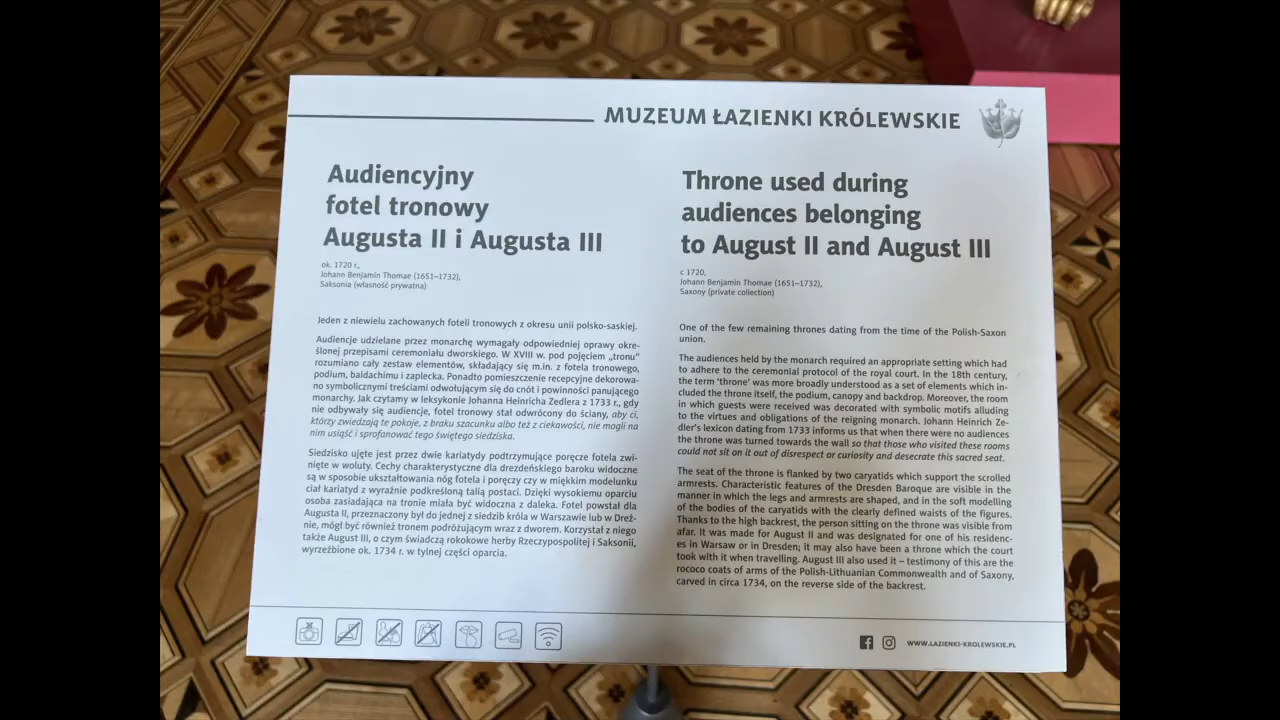 MUZEUM ŁAZIENKI KRÓLEWSKIE
Audiencyjny
fotel tronowy
Augusta II i Augusta III
ok. 1720 r.,
Johann Benjamin Thomae (1651–1732),
Saksonia (własność prywatna)
Jeden z niewielu zachowanych foteli tronowych z okresu unii polsko-saskiej.
Audiencje udzielane przez monarchę wymagały odpowiedniej oprawy okre-
ślonej przepisami ceremoniału dworskiego. W XVIII w. pod pojęciem „tronu”
rozumiano cały zestaw elementów, składający się m.in. z fotela tronowego,
podium, baldachimu i zaplecka. Ponadto pomieszczenie recepcyjne dekorowa-
no symbolicznymi treściami odwołującym się do cnót i powinności panującego
monarchy. Jak czytamy w leksykonie Johanna Heinricha Zedlera z 1733 r., gdy
nie odbywały się audiencje, fotel tronowy stał odwrócony do ściany, aby ci,
którzy zwiedzają te pokoje, z braku szacunku albo też z ciekawości, nie mogli na
nim usiąść i sprofanować tego świętego siedziska.
Siedzisko ujęte jest przez dwie kariatydy podtrzymujące poręcze fotela zwi-
nięte w woluty. Cechy charakterystyczne dla drezdeńskiego baroku widoczne
są w sposobie ukształtowania nóg fotela i poręczy czy w miękkim modelunku
ciał kariatyd z wyraźnie podkreśloną talią postaci. Dzięki wysokiemu oparciu
osoba zasiadająca na tronie miała być widoczna z daleka. Fotel powstał dla
Augusta II, przeznaczony był do jednej z siedzib króla w Warszawie lub w Dreź-
nie, mógł być również tronem podróżującym wraz z dworem. Korzystał z niego
także August III, o czym świadczą rokokowe herby Rzeczypospolitej i Saksonii,
wyrzeźbione ok. 1734 r. w tylnej części oparcia.
Throne used during
audiences belonging
to August II and August III
c 1720,
Johann Benjamin Thomae (1651–1732),
Saxony (private collection)
One of the few remaining thrones dating from the time of the Polish-Saxon
union.
The audiences held by the monarch required an appropriate setting which had
to adhere to the ceremonial protocol of the royal court. In the 18th century,
the term ‘throne’ was more broadly understood as a set of elements which in-
cluded the throne itself, the podium, canopy and backdrop. Moreover, the room
in which guests were received was decorated with symbolic motifs alluding
to the virtues and obligations of the reigning monarch. Johann Heinrich Ze-
dler's lexicon dating from 1733 informs us that when there were no audiences
the throne was turned towards the wall so that those who visited these rooms
could not sit on it out of disrespect or curiosity and desecrate this sacred seat.
The seat of the throne is flanked by two caryatids which support the scrolled
armrests. Characteristic features of the Dresden Baroque are visible in the
manner in which the legs and armrests are shaped, and in the soft modelling
of the bodies of the caryatids with the clearly defined waists of the figures.
Thanks to the high backrest, the person sitting on the throne was visible from
afar. It was made for August II and was designated for one of his residenc-
es in Warsaw or in Dresden; it may also have been a throne which the court
took with it when travelling. August III also used it – testimony of this are the
rococo coats of arms of the Polish-Lithuanian Commonwealth and of Saxony,
carved in circa 1734, on the reverse side of the backrest.
WWW.LAZIENKI-KROLEWSKIE.PL